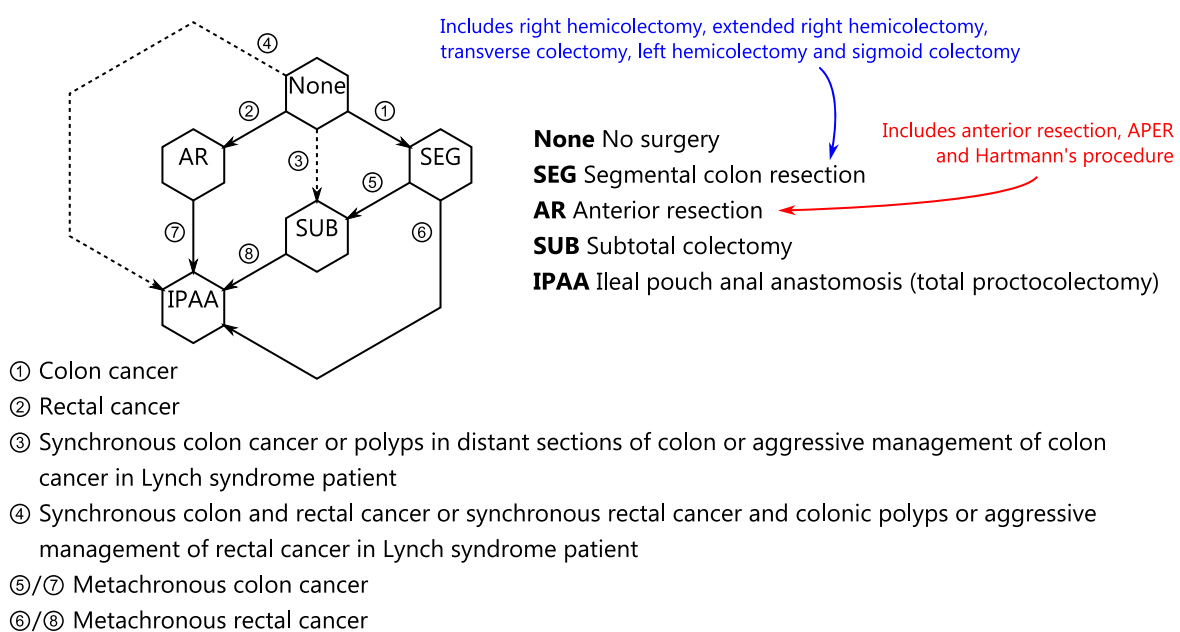 Includes right hemicolectomy, extended right hemicolectomy,
transverse colectomy, left hemicolectomy and sigmoid colectomy
④
None
②
①
Includes anterior resection, APER
and Hartmann's procedure
None No surgery
AR
③
SEG
SEG Segmental colon resection
⑤
AR Anterior resection
⑦
SUB
⑥
SUB Subtotal colectomy
⑧
IPAA
IPAA Ileal pouch anal anastomosis (total proctocolectomy)
① Colon cancer
② Rectal cancer
③ Synchronous colon cancer or polyps in distant sections of colon or aggressive management of colon
cancer in Lynch syndrome patient
④ Synchronous colon and rectal cancer or synchronous rectal cancer and colonic polyps or aggressive
management of rectal cancer in Lynch syndrome patient
⑤/⑦ Metachronous colon cancer
⑥/⑧ Metachronous rectal cancer